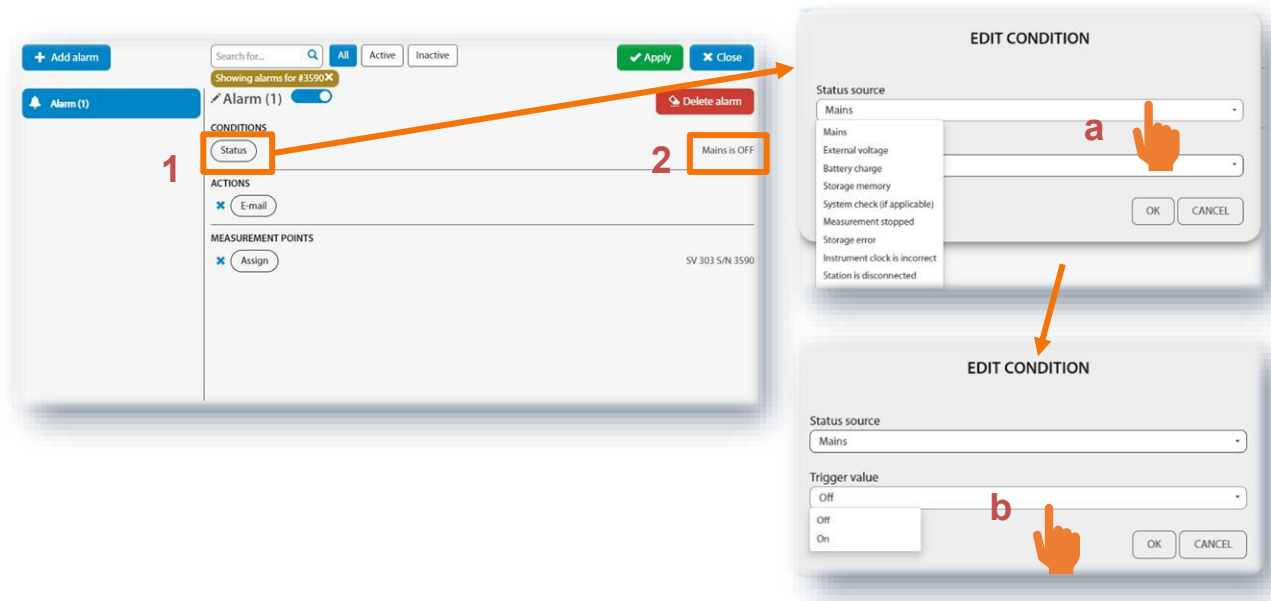 + Add alarm
Search for...
All
Active
Inactive
Apply
Close
Showing alarms for #3590 X
Alarm (1)
Alarm (1)
Delete alarm
CONDITIONS
Status
Mains is OFF
1
2
ACTIONS
E-mail
MEASUREMENT POINTS
Assign
SV 303 S/N 3590
EDIT CONDITION
Status source
Mains
a
Mains
External voltage
Battery charge
Storage memory
System check (if applicable)
Measurement stopped
Storage error
Instrument clock is incorrect
Station is disconnected
OK
CANCEL
EDIT CONDITION
Status source
Mains
Trigger value
Off
b
Off
On
OK
CANCEL